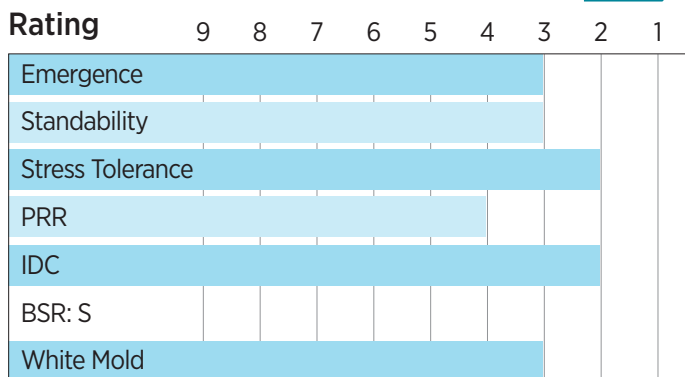 Rating 9 8 7 6 5 4 3 2 1
Emergence
Standability
Stress Tolerance
PRR
IDC
BSR: S
White Mold